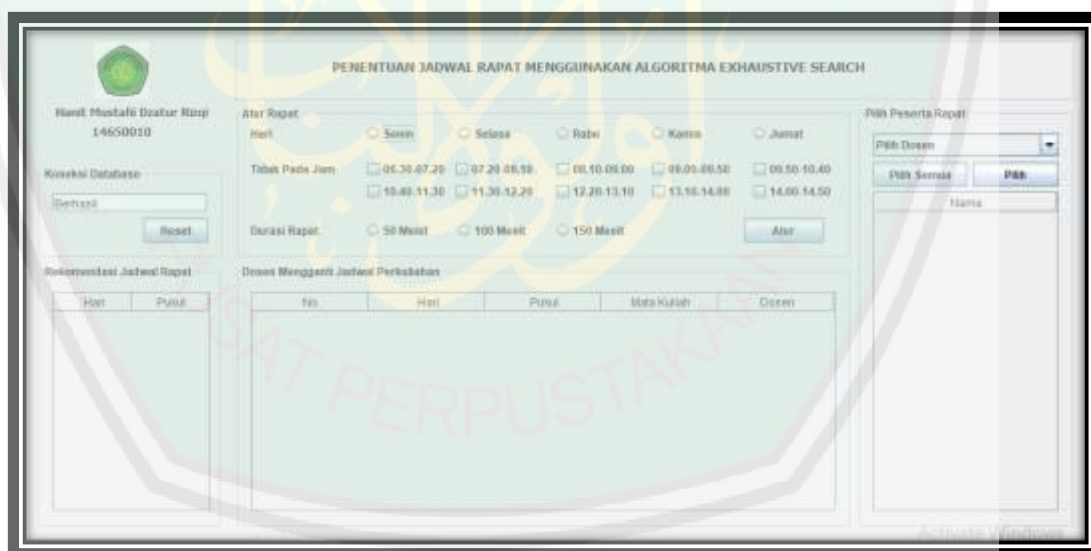 PENENTUAN JADWAL RAPAT MENGGUNAKAN ALGORITMA EXHAUSTIVE SEARCH
14650010
Koneksi Database
Berhasil
Reset
Atur Rapat
Hari Senin Selasa Rabu Kamis Jumat
Tidak Pada Jam 06.30-07.20 07.20-08.10 08.10-09.00 09.00-09.50 09.50-10.40
10.40-11.30 11.30-12.20 12.20-13.10 13.10-14.00 14.00-14.50
Durasi Rapat 50 Menit 100 Menit 150 Menit Atur
Pilih Peserta Rapat
Pilih Dosen
Pilih Semua Pilih
Nama
Rekomendasi Jadwal Rapat
Hari Pukul
Dosen Mengganti Jadwal Perkuliahan
No Hari Pukul Mata Kuliah Dosen
PUSAT PERPUSTAKAAN
Activate Windows